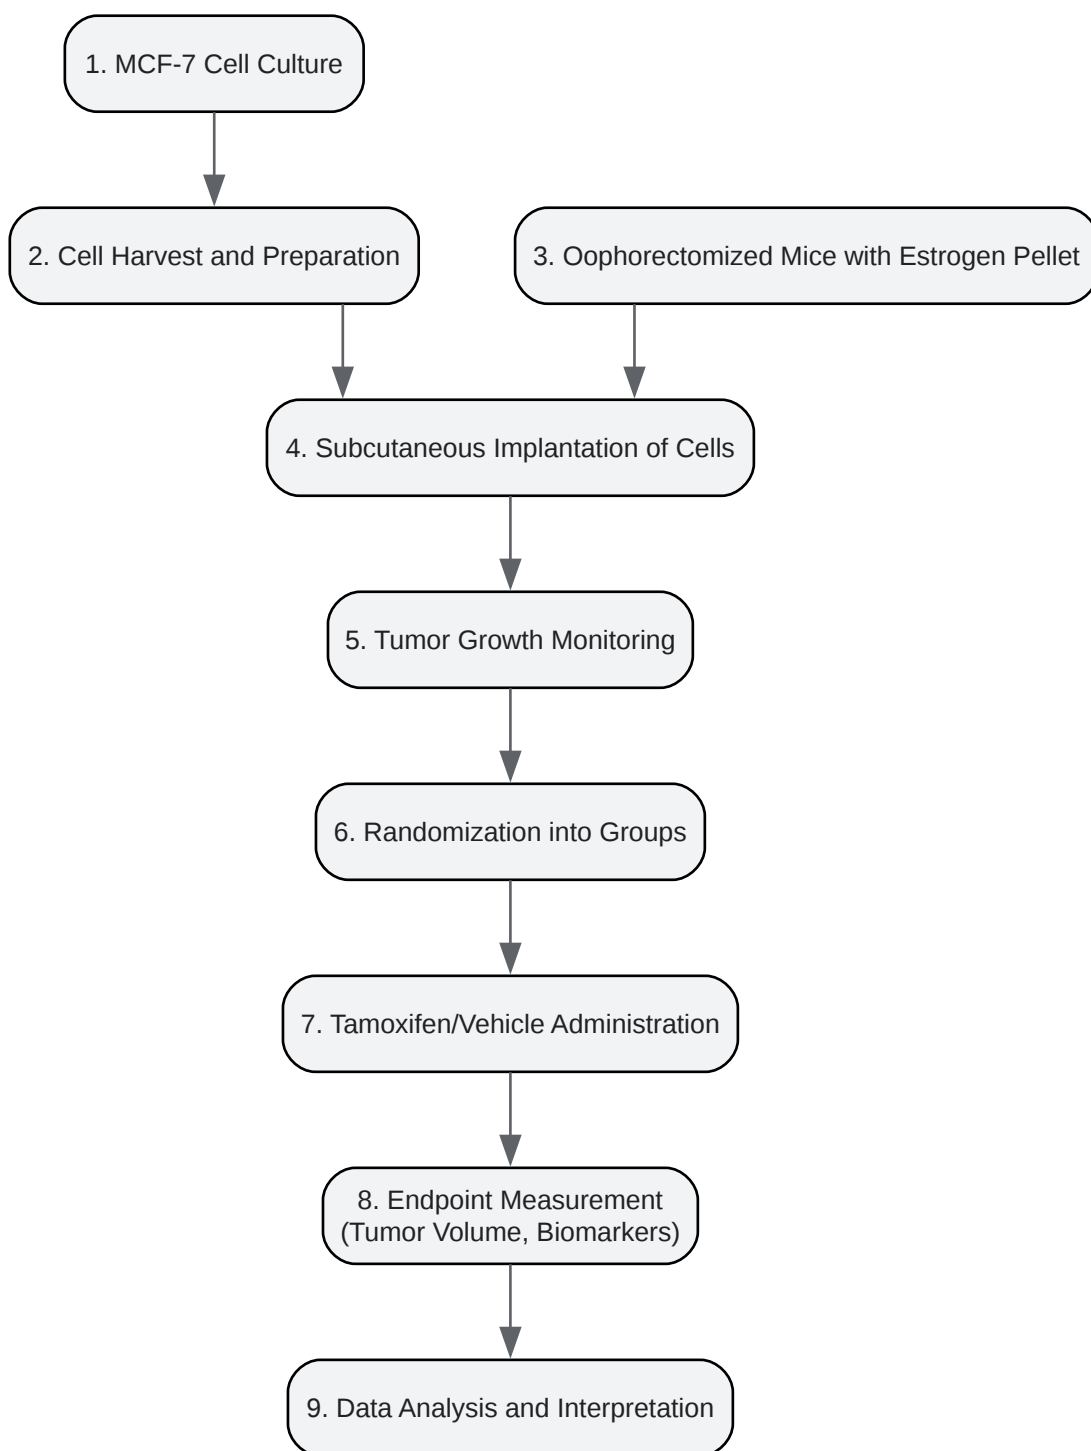 1. MCF-7 Cell Culture
2. Cell Harvest and Preparation
3. Oophorectomized Mice with Estrogen Pellet
4. Subcutaneous Implantation of Cells
5. Tumor Growth Monitoring
6. Randomization into Groups
7. Tamoxifen/Vehicle Administration
8. Endpoint Measurement
(Tumor Volume, Biomarkers)
9. Data Analysis and Interpretation